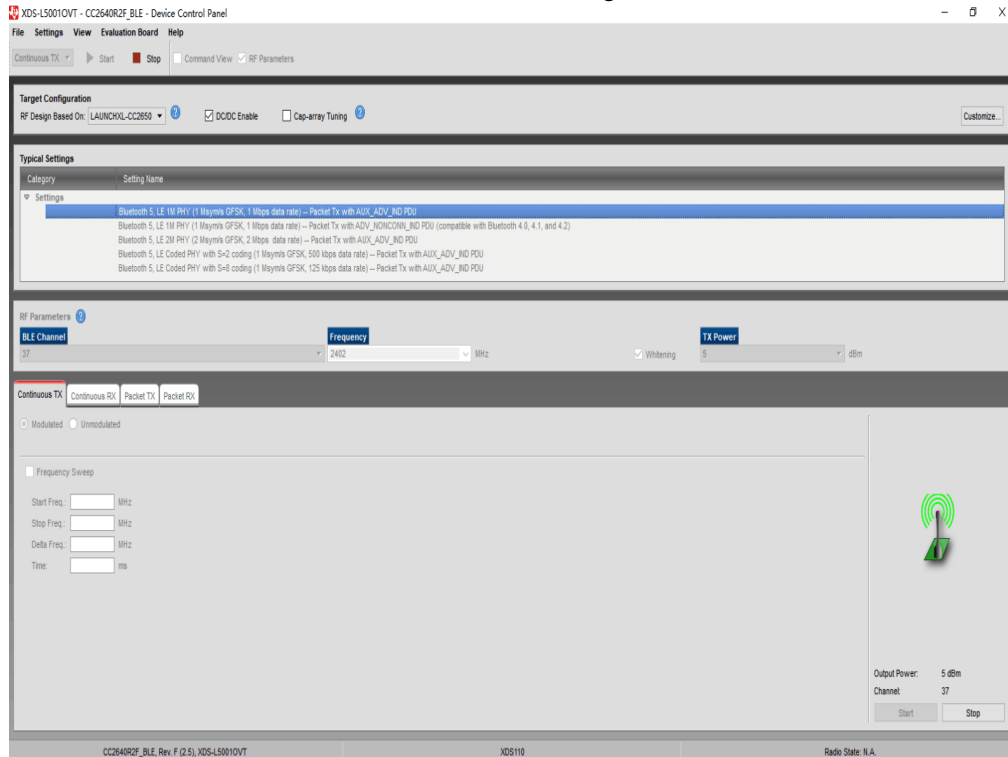 XDS-L5001OVT - CC2640R2F_BLE - Device Control Panel
File Settings View Evaluation Board Help
Continuous TX Start Stop Command View RF Parameters
Target Configuration
RF Design Based On: LAUNCHXL-CC2650 ? DC/DC Enable Cap-array Tuning ? Customize...
Typical Settings
Category Setting Name
Settings
Bluetooth 5, LE 1M PHY (1 Msym/s GFSK, 1 Mbps data rate) -- Packet Tx with AUX_ADV_IND PDU
Bluetooth 5, LE 1M PHY (1 Msym/s GFSK, 1 Mbps data rate) -- Packet Tx with ADV_NONCONN_IND PDU (compatible with Bluetooth 4.0, 4.1, and 4.2)
Bluetooth 5, LE 2M PHY (2 Msym/s GFSK, 2 Mbps data rate) -- Packet Tx with AUX_ADV_IND PDU
Bluetooth 5, LE Coded PHY with S=2 coding (1 Msym/s GFSK, 500 kbps data rate) -- Packet Tx with AUX_ADV_IND PDU
Bluetooth 5, LE Coded PHY with S=8 coding (1 Msym/s GFSK, 125 kbps data rate) -- Packet Tx with AUX_ADV_IND PDU
RF Parameters ?
BLE Channel Frequency TX Power
37 2402 MHz Whitening 5 dBm
Continuous TX Continuous RX Packet TX Packet RX
Modulated Unmodulated
Frequency Sweep
Start Freq.: MHz
Stop Freq.: MHz
Delta Freq.: MHz
Time: ms
Output Power: 5 dBm
Channel: 37
Start Stop
CC2640R2F_BLE, Rev. F (2.5), XDS-L5001OVT XDS110 Radio State: N.A.